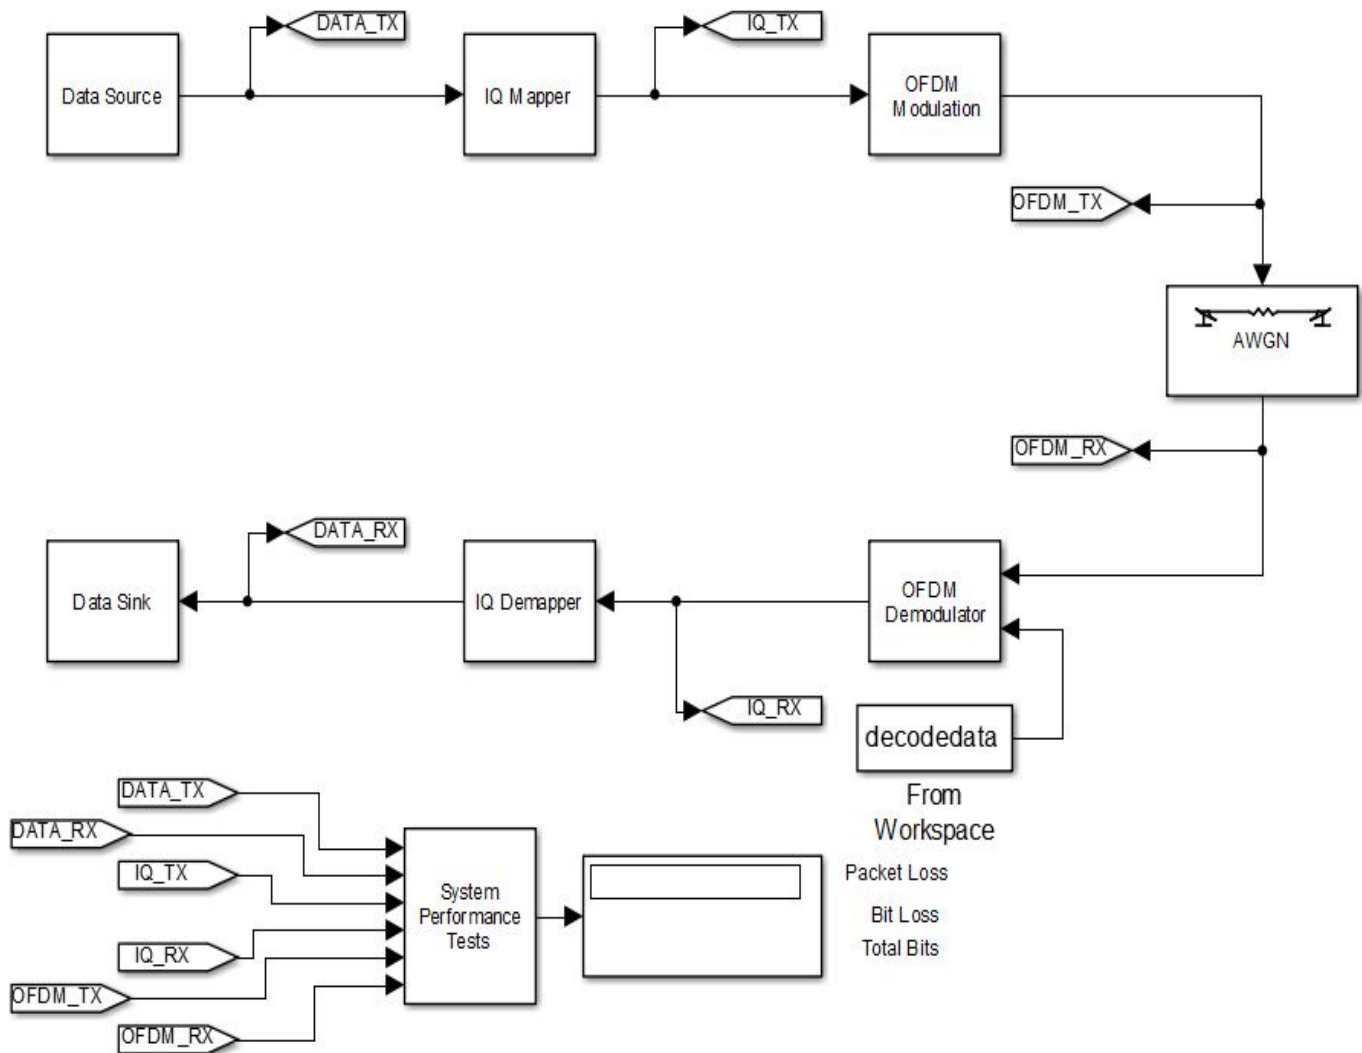 DATA_TX
IQ_TX
Data Source
IQ Mapper
OFDM
Modulation
OFDM_TX
AWGN
OFDM_RX
DATA_RX
Data Sink
IQ Demapper
OFDM
Demodulator
IQ_RX
decodedata
From
Workspace
DATA_TX
DATA_RX
IQ_TX
IQ_RX
OFDM_TX
OFDM_RX
System
Performance
Tests
Packet Loss
Bit Loss
Total Bits